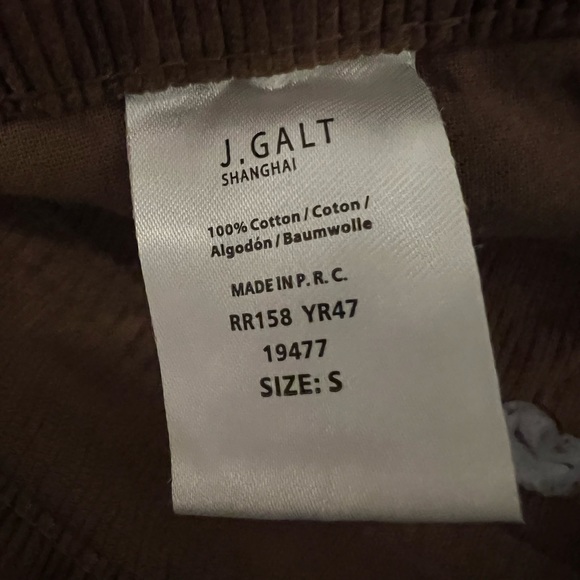 J.GALT
SHANGHAI
100% Cotton / Coton /
Algodón / Baumwolle
MADE IN P. R. C.
RR158 YR47
19477
SIZE: S